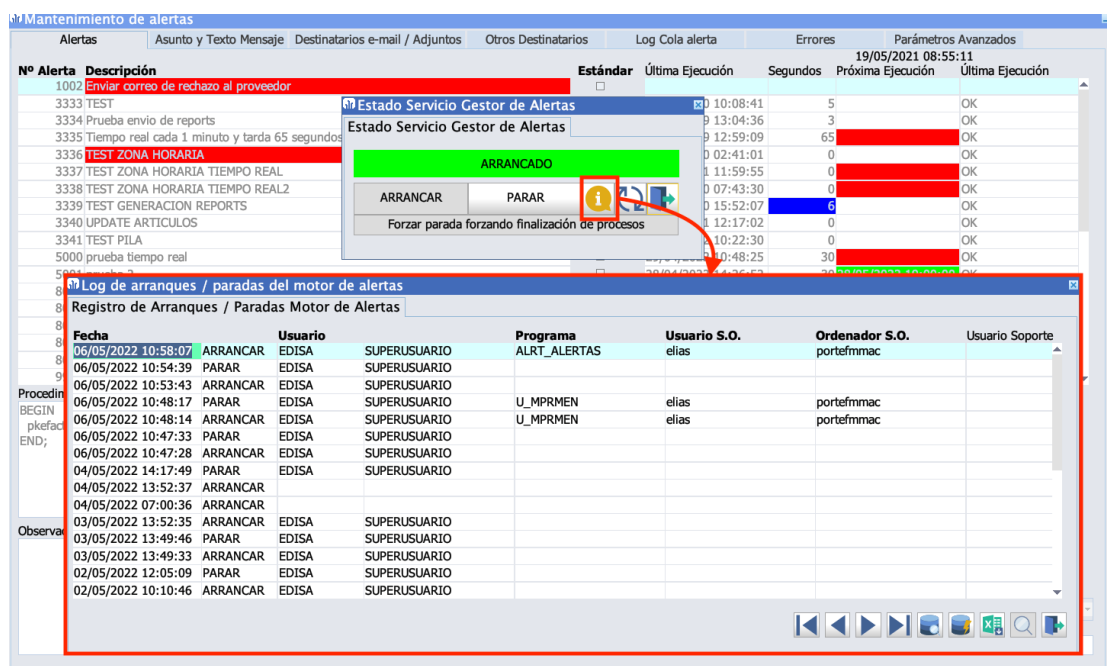 Mantenimiento de alertas
Alertas Asunto y Texto Mensaje Destinatarios e-mail / Adjuntos Otros Destinatarios Log Cola alerta Errores Parámetros Avanzados
19/05/2021 08:55:11
Nº Alerta Descripción Estándar Última Ejecución Segundos Próxima Ejecución Última Ejecución
1002 Enviar correo de rechazo al proveedor
3333 TEST 10:08:41 5 OK
3334 Prueba envio de reports 13:04:36 3 OK
3335 Tiempo real cada 1 minuto y tarda 65 segundos 12:59:09 65 OK
3336 TEST ZONA HORARIA 02:41:01 0 OK
3337 TEST ZONA HORARIA TIEMPO REAL 11:59:55 0 OK
3338 TEST ZONA HORARIA TIEMPO REAL2 07:43:30 0 OK
3339 TEST GENERACION REPORTS 15:52:07 6 OK
3340 UPDATE ARTICULOS 12:17:02 0 OK
3341 TEST PILA 10:22:30 0 OK
5000 prueba tiempo real 10:48:25 30 OK
Estado Servicio Gestor de Alertas
Estado Servicio Gestor de Alertas
ARRANCADO
ARRANCAR PARAR
Forzar parada forzando finalización de procesos
Procedim
BEGIN
pkefact
END;
Observac
Log de arranques / paradas del motor de alertas
Registro de Arranques / Paradas Motor de Alertas
Fecha Usuario Programa Usuario S.O. Ordenador S.O. Usuario Soporte
06/05/2022 10:58:07 ARRANCAR EDISA SUPERUSUARIO ALRT_ALERTAS elias portefmmac
06/05/2022 10:54:39 PARAR EDISA SUPERUSUARIO
06/05/2022 10:53:43 ARRANCAR EDISA SUPERUSUARIO
06/05/2022 10:48:17 PARAR EDISA SUPERUSUARIO U_MPRMEN elias portefmmac
06/05/2022 10:48:14 ARRANCAR EDISA SUPERUSUARIO U_MPRMEN elias portefmmac
06/05/2022 10:47:33 PARAR EDISA SUPERUSUARIO
06/05/2022 10:47:28 ARRANCAR EDISA SUPERUSUARIO
04/05/2022 14:17:49 PARAR EDISA SUPERUSUARIO
04/05/2022 13:52:37 ARRANCAR
04/05/2022 07:00:36 ARRANCAR
03/05/2022 13:52:35 ARRANCAR EDISA SUPERUSUARIO
03/05/2022 13:49:46 PARAR EDISA SUPERUSUARIO
03/05/2022 13:49:33 ARRANCAR EDISA SUPERUSUARIO
02/05/2022 12:05:09 PARAR EDISA SUPERUSUARIO
02/05/2022 10:10:46 ARRANCAR EDISA SUPERUSUARIO